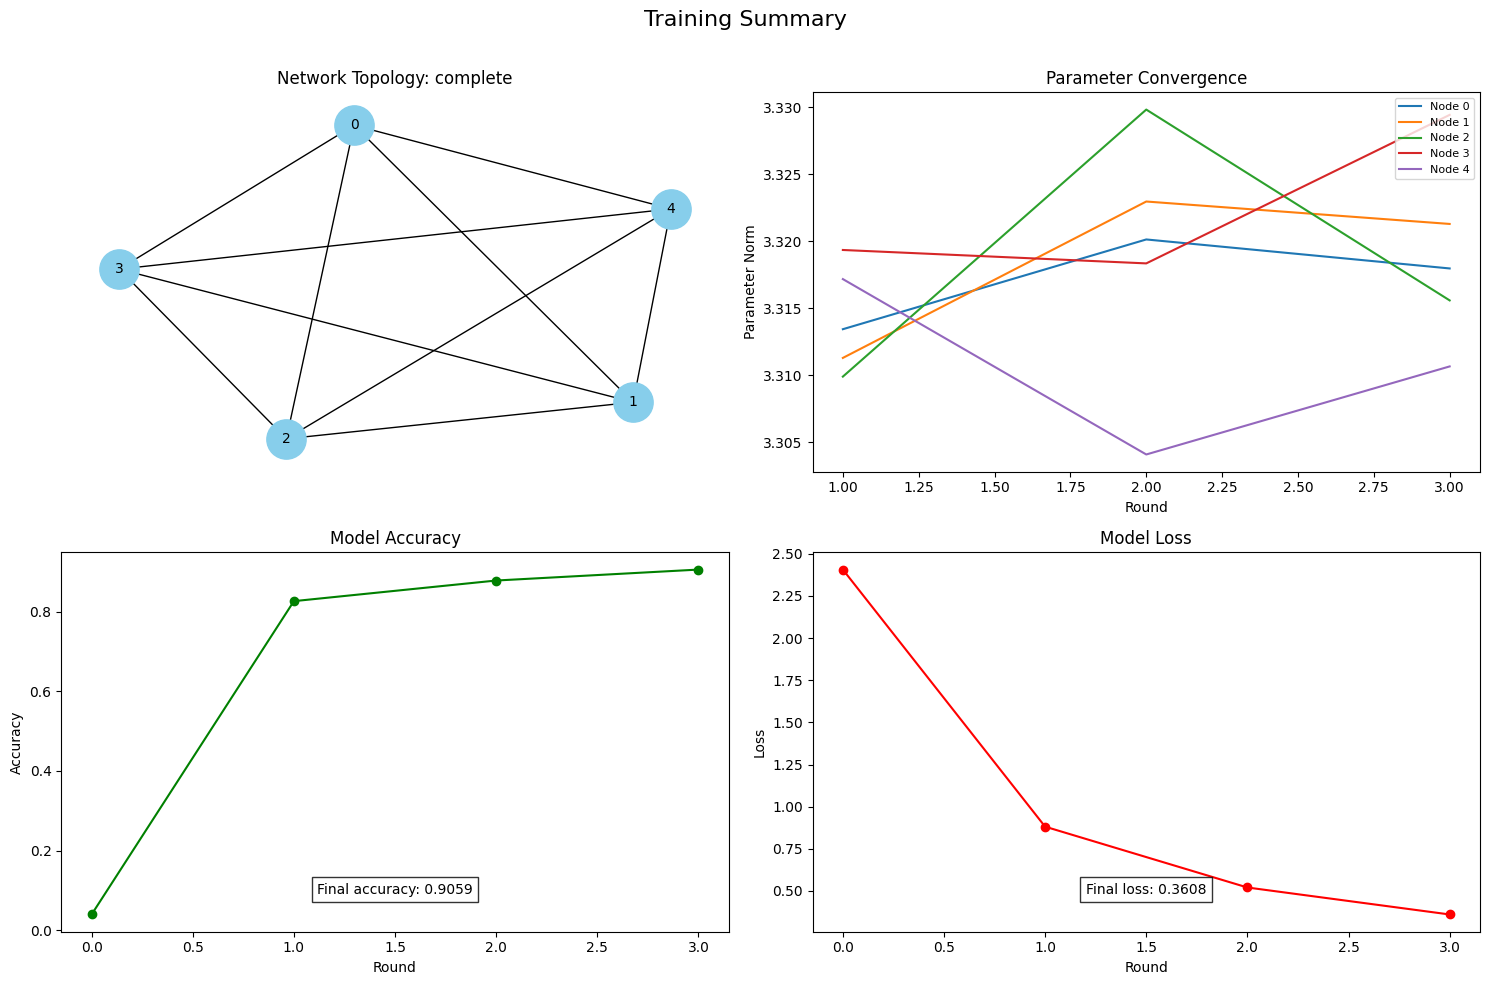 Training Summary
Network Topology: complete
0
4
3
1
2
Parameter Convergence
Parameter Norm
3.330
3.325
3.320
3.315
3.310
3.305
Node 0
Node 1
Node 2
Node 3
Node 4
1.00 1.25 1.50 1.75 2.00 2.25 2.50 2.75 3.00
Round
Model Accuracy
Accuracy
0.8
0.6
0.4
0.2
0.0
Final accuracy: 0.9059
0.0 0.5 1.0 1.5 2.0 2.5 3.0
Round
Model Loss
Loss
2.50
2.25
2.00
1.75
1.50
1.25
1.00
0.75
0.50
Final loss: 0.3608
0.0 0.5 1.0 1.5 2.0 2.5 3.0
Round